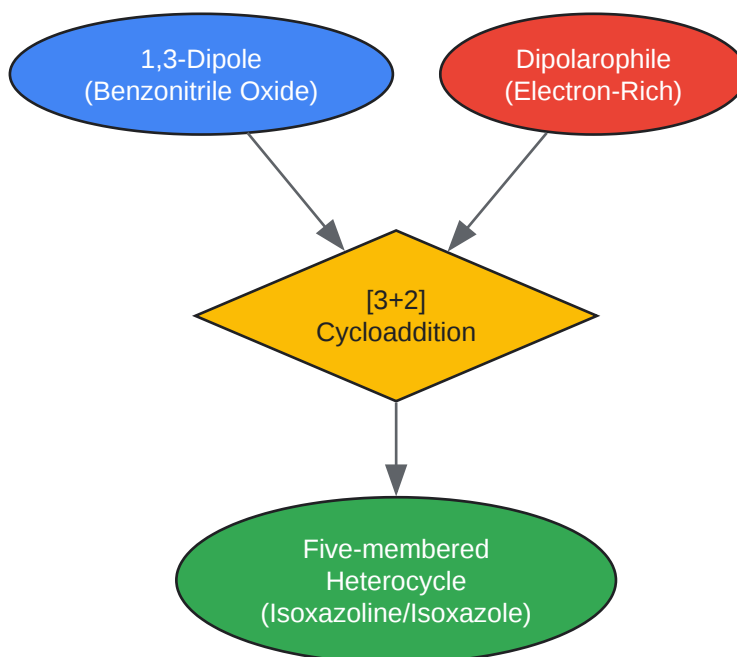 1,3-Dipole
(Benzonitrile Oxide)
Dipolarophile
(Electron-Rich)
[3+2]
Cycloaddition
Five-membered
Heterocycle
(Isoxazoline/Isoxazole)